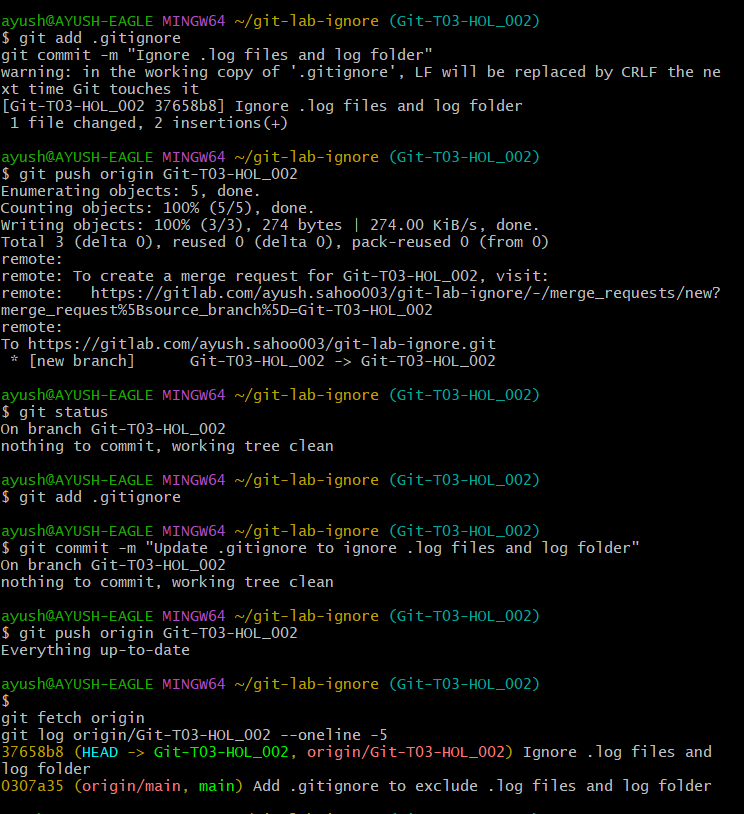 ayush@AYUSH-EAGLE MINGW64 ~/git-lab-ignore (Git-T03-HOL_002)
$ git add .gitignore
git commit -m "Ignore .log files and log folder"
warning: in the working copy of '.gitignore', LF will be replaced by CRLF the ne
xt time Git touches it
[Git-T03-HOL_002 37658b8] Ignore .log files and log folder
 1 file changed, 2 insertions(+)
ayush@AYUSH-EAGLE MINGW64 ~/git-lab-ignore (Git-T03-HOL_002)
$ git push origin Git-T03-HOL_002
Enumerating objects: 5, done.
Counting objects: 100% (5/5), done.
Writing objects: 100% (3/3), 274 bytes | 274.00 KiB/s, done.
Total 3 (delta 0), reused 0 (delta 0), pack-reused 0 (from 0)
remote:
remote: To create a merge request for Git-T03-HOL_002, visit:
remote:   https://gitlab.com/ayush.sahoo003/git-lab-ignore/-/merge_requests/new?
merge_request%5Bsource_branch%5D=Git-T03-HOL_002
remote:
To https://gitlab.com/ayush.sahoo003/git-lab-ignore.git
 * [new branch]      Git-T03-HOL_002 -> Git-T03-HOL_002
ayush@AYUSH-EAGLE MINGW64 ~/git-lab-ignore (Git-T03-HOL_002)
$ git status
On branch Git-T03-HOL_002
nothing to commit, working tree clean
ayush@AYUSH-EAGLE MINGW64 ~/git-lab-ignore (Git-T03-HOL_002)
$ git add .gitignore
ayush@AYUSH-EAGLE MINGW64 ~/git-lab-ignore (Git-T03-HOL_002)
$ git commit -m "Update .gitignore to ignore .log files and log folder"
On branch Git-T03-HOL_002
nothing to commit, working tree clean
ayush@AYUSH-EAGLE MINGW64 ~/git-lab-ignore (Git-T03-HOL_002)
$ git push origin Git-T03-HOL_002
Everything up-to-date
ayush@AYUSH-EAGLE MINGW64 ~/git-lab-ignore (Git-T03-HOL_002)
$
git fetch origin
git log origin/Git-T03-HOL_002 --oneline -5
37658b8 (HEAD -> Git-T03-HOL_002, origin/Git-T03-HOL_002) Ignore .log files and
log folder
0307a35 (origin/main, main) Add .gitignore to exclude .log files and log folder